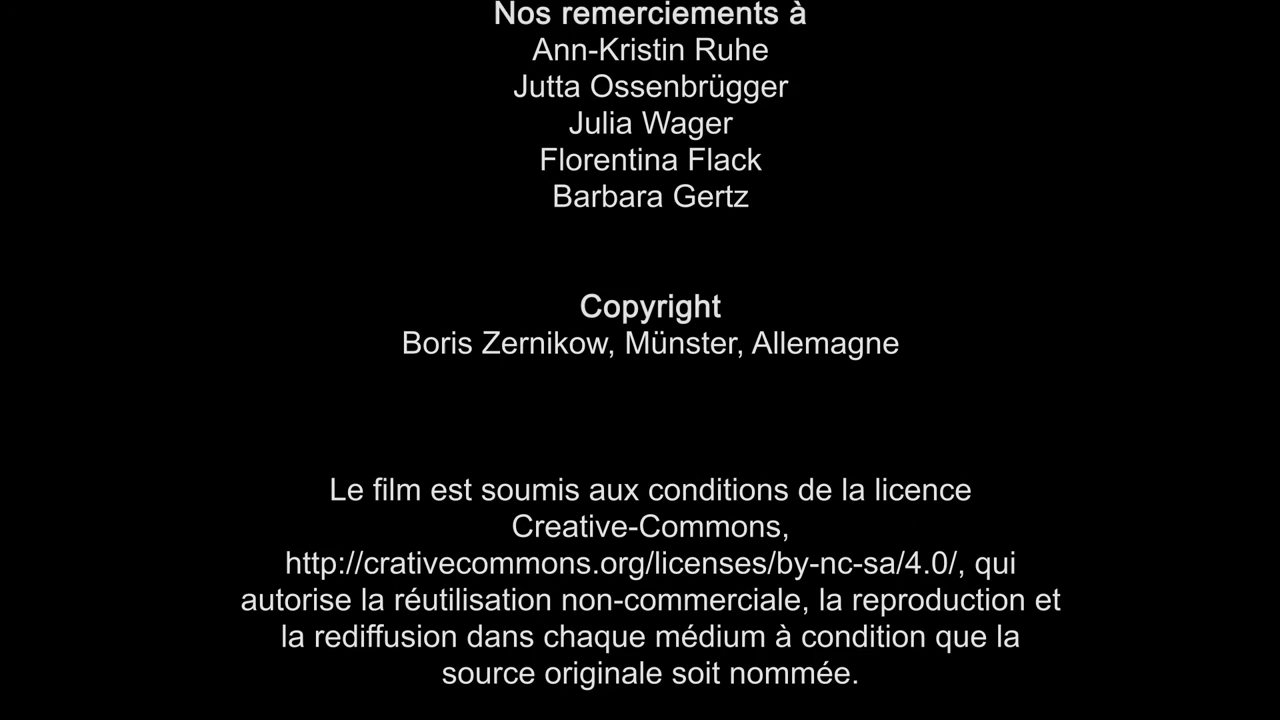 Nos remerciements à
Ann-Kristin Ruhe
Jutta Ossenbrügger
Julia Wager
Florentina Flack
Barbara Gertz
Copyright
Boris Zernikow, Münster, Allemagne
Le film est soumis aux conditions de la licence
Creative-Commons,
http://crativecommons.org/licenses/by-nc-sa/4.0/, qui
autorise la réutilisation non-commerciale, la reproduction et
la rediffusion dans chaque médium à condition que la
source originale soit nommée.